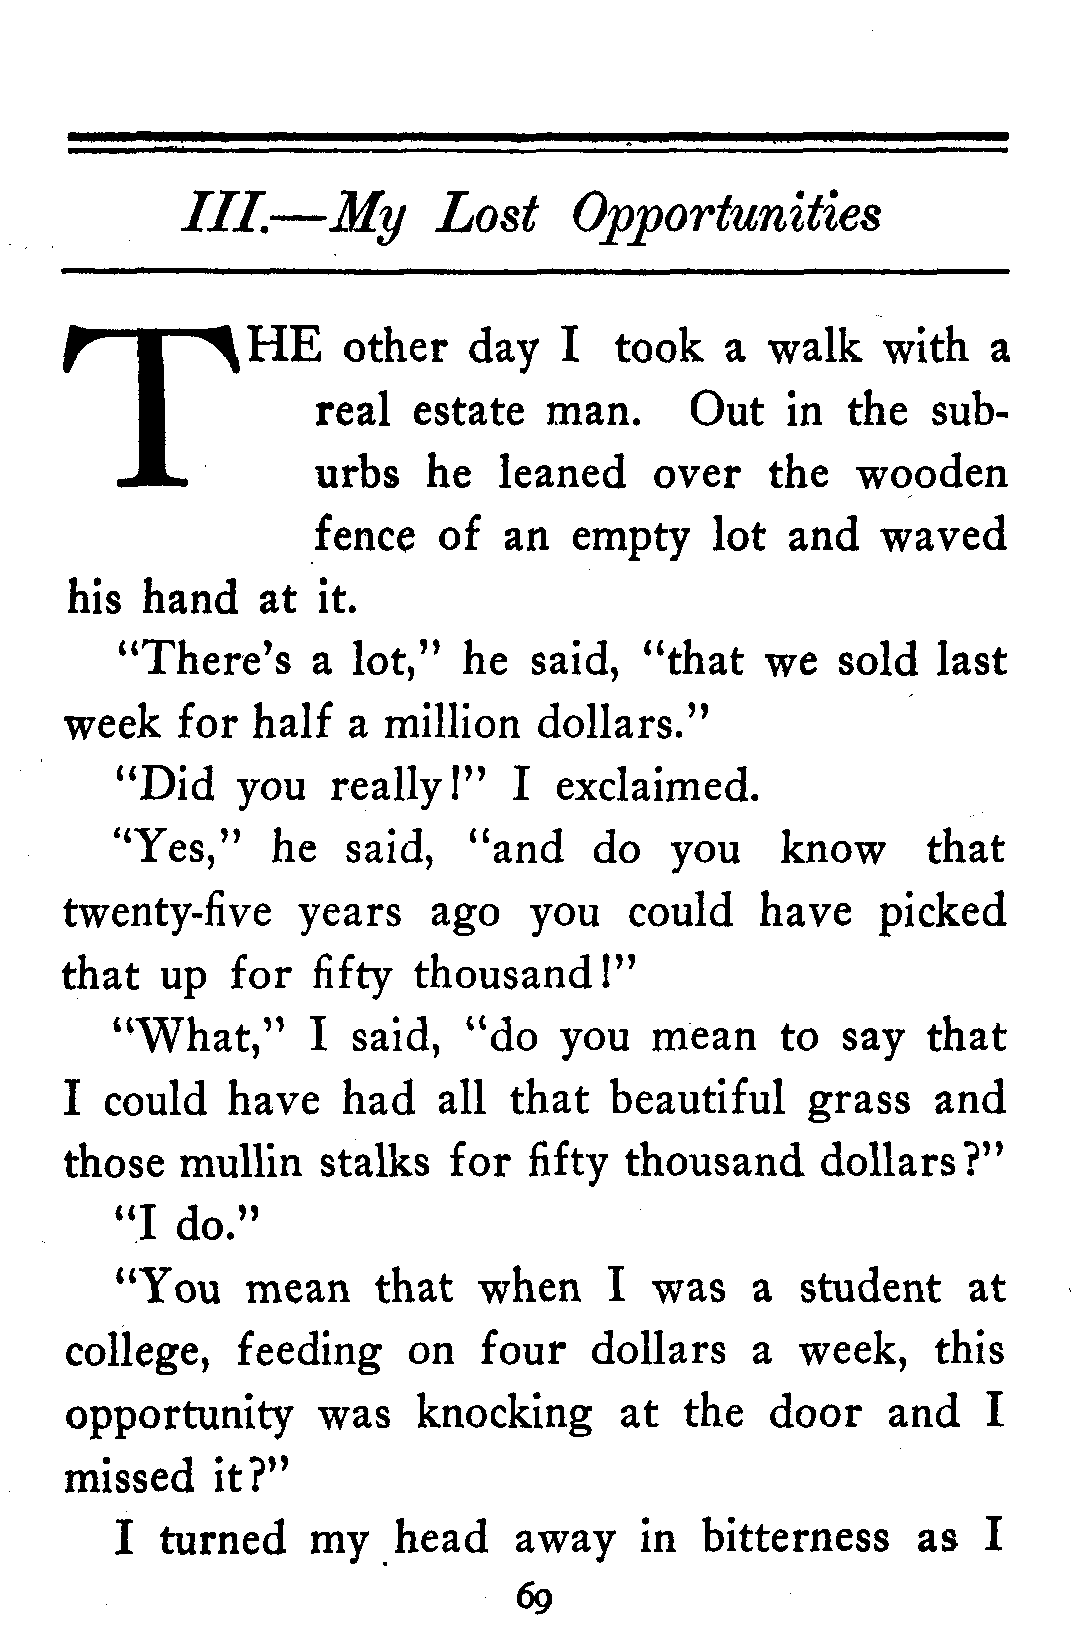 III.—My Lost Opportunities
THE other day I took a walk with a
real estate man. Out in the sub-
urbs he leaned over the wooden
fence of an empty lot and waved
his hand at it.
“There’s a lot,” he said, “that we sold last
week for half a million dollars.”
“Did you really!” I exclaimed.
“Yes,” he said, “and do you know that
twenty-five years ago you could have picked
that up for fifty thousand!”
“What,” I said, “do you mean to say that
I could have had all that beautiful grass and
those mullin stalks for fifty thousand dollars?”
“I do.”
“You mean that when I was a student at
college, feeding on four dollars a week, this
opportunity was knocking at the door and I
missed it?”
I turned my head away in bitterness as I
69